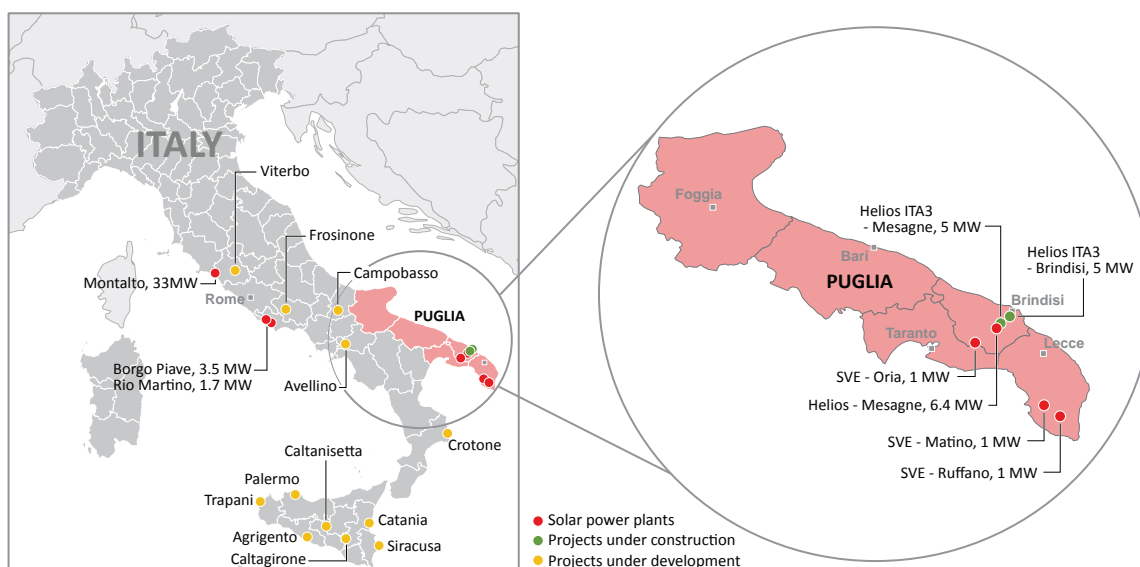 ITALY
Viterbo
Frosinone
Campobasso
Montalto, 33MW
Rome
PUGLIA
Borgo Piave, 3.5 MW
Rio Martino, 1.7 MW
Avellino
Crotone
Caltanisetta
Palermo
Trapani
Catania
Agrigento
Siracusa
Caltagirone
Solar power plants
Projects under construction
Projects under development
Foggia
Helios ITA3
- Mesagne, 5 MW
Helios ITA3
- Brindisi, 5 MW
Bari
PUGLIA
Brindisi
Taranto
Lecce
SVE - Oria, 1 MW
Helios - Mesagne, 6.4 MW
SVE - Matino, 1 MW
SVE - Ruffano, 1 MW